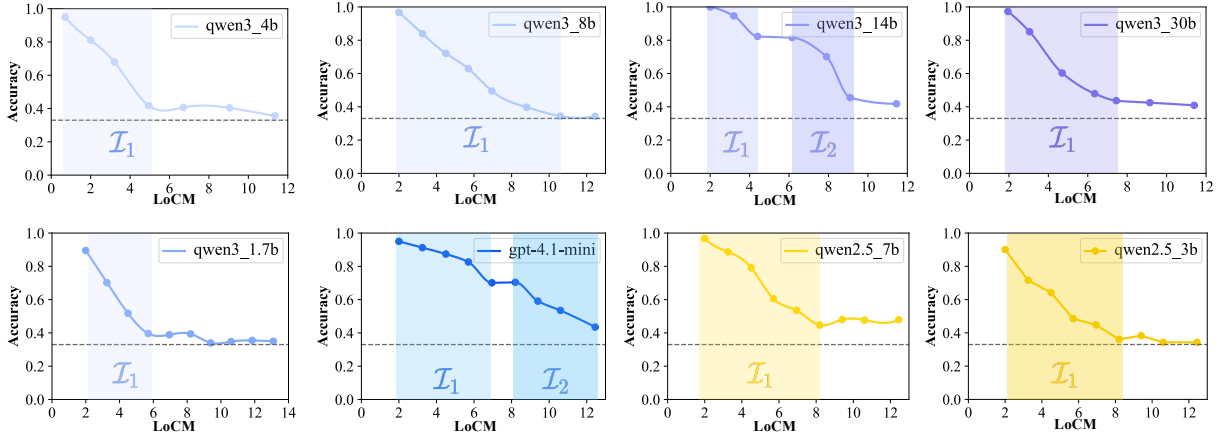 qwen3_4b
Accuracy
1.0
0.8
0.6
0.4
0.2
0.0
I₁
0 2 4 6 8 10 12
LoCM
qwen3_8b
Accuracy
1.0
0.8
0.6
0.4
0.2
0.0
I₁
0 2 4 6 8 10 12
LoCM
qwen3_14b
Accuracy
1.0
0.8
0.6
0.4
0.2
0.0
I₁ I₂
0 2 4 6 8 10 12
LoCM
qwen3_30b
Accuracy
1.0
0.8
0.6
0.4
0.2
0.0
I₁
0 2 4 6 8 10 12
LoCM
qwen3_1.7b
Accuracy
1.0
0.8
0.6
0.4
0.2
0.0
I₁
0 2 4 6 8 10 12 14
LoCM
gpt-4.1-mini
Accuracy
1.0
0.8
0.6
0.4
0.2
0.0
I₁ I₂
0 2 4 6 8 10 12
LoCM
qwen2.5_7b
Accuracy
1.0
0.8
0.6
0.4
0.2
0.0
I₁
0 2 4 6 8 10 12
LoCM
qwen2.5_3b
Accuracy
1.0
0.8
0.6
0.4
0.2
0.0
I₁
0 2 4 6 8 10 12
LoCM